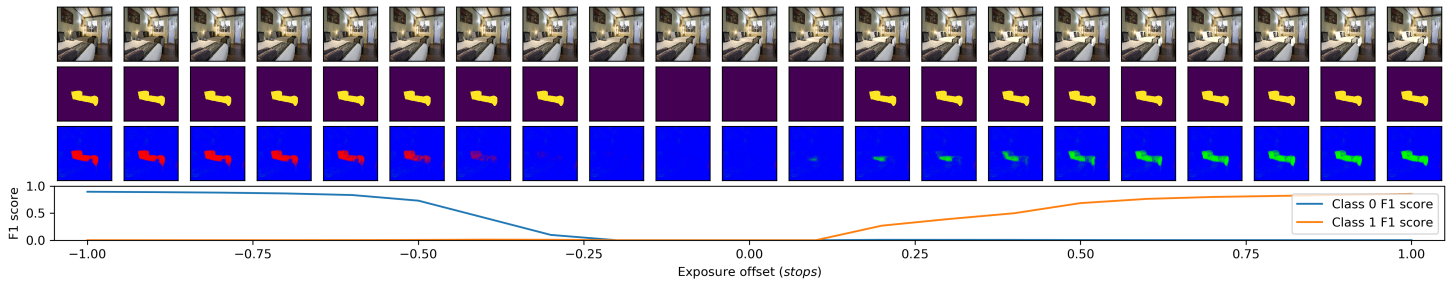 1.0
0.5
0.0
F1 score
Class 0 F1 score
Class 1 F1 score
−1.00 −0.75 −0.50 −0.25 0.00 0.25 0.50 0.75 1.00
Exposure offset (stops)